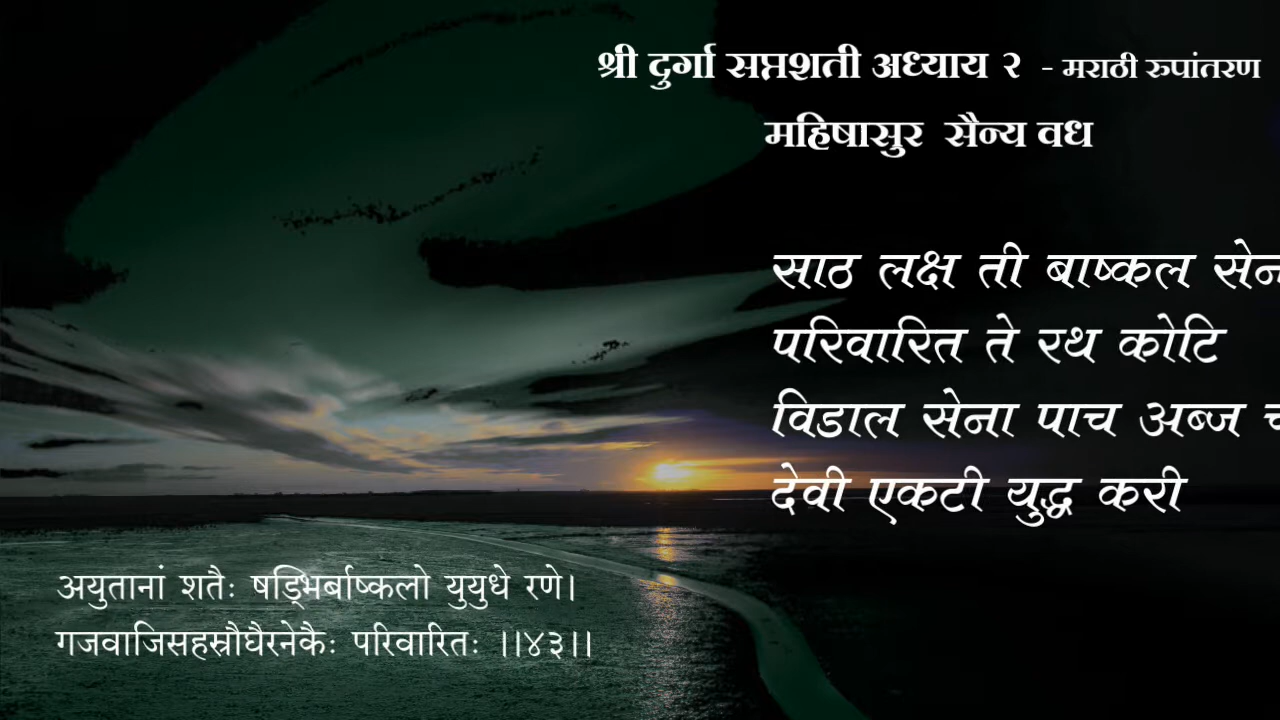 श्री दुर्गा सप्तशती अध्याय २ - मराठी रुपांतरण
महिषासुर सैन्य वध
साठ लक्ष ती बाष्कल
परिवारित ते रथ कोटि
विडाल सेना पाच अब्ज
देवी एकटी युद्ध करी
अयुतानां शतैः षड्भिर्बाष्कलो युयुधे रणे।
गजवाजिसहस्रौघैरनेकैः परिवारितः ।।४३।।